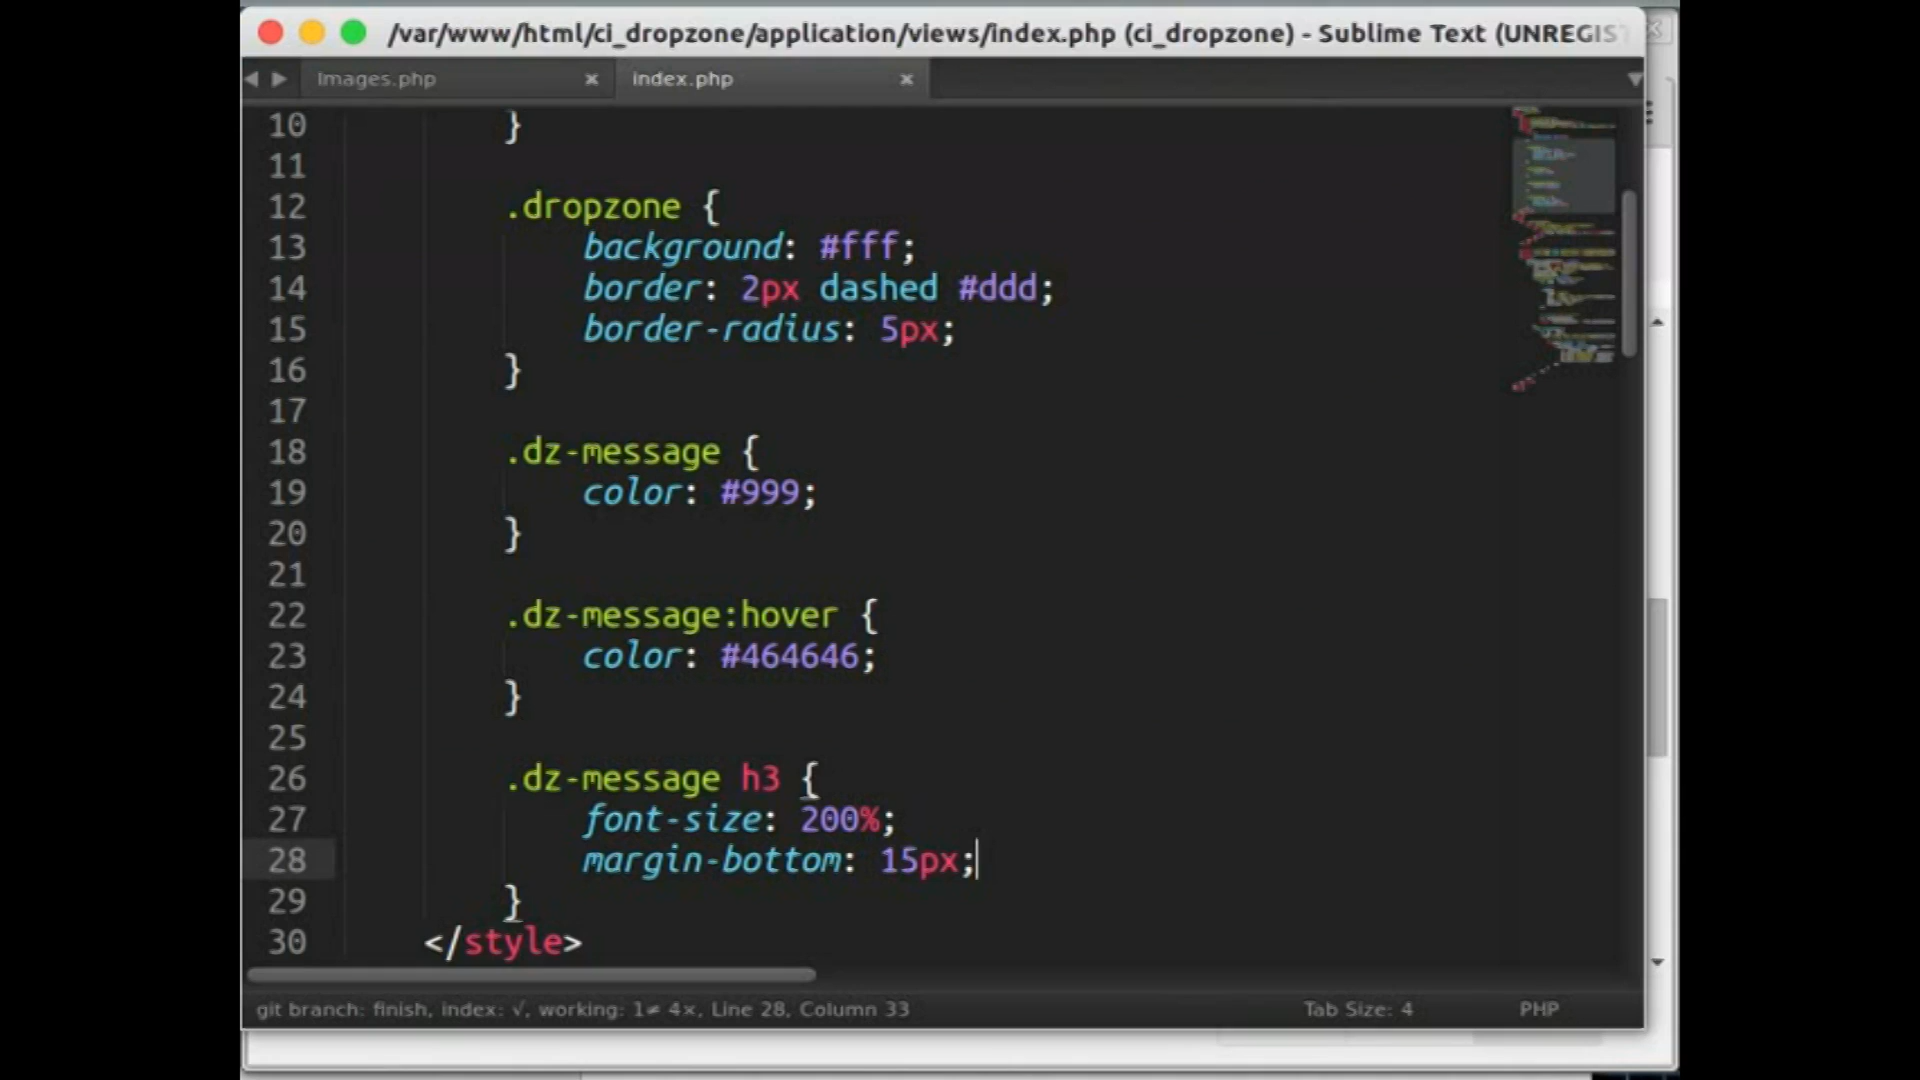 /var/www/html/ci_dropzone/application/views/index.php (ci_dropzone) - Sublime Text (UNREGIS
Images.php × index.php ×
10 }
11
12 .dropzone {
13 background: #fff;
14 border: 2px dashed #ddd;
15 border-radius: 5px;
16 }
17
18 .dz-message {
19 color: #999;
20 }
21
22 .dz-message:hover {
23 color: #464646;
24 }
25
26 .dz-message h3 {
27 font-size: 200%;
28 margin-bottom: 15px;
29 }
30 </style>
git branch: finish, index: √, working: 1≠ 4×, Line 28, Column 33 Tab Size: 4 PHP